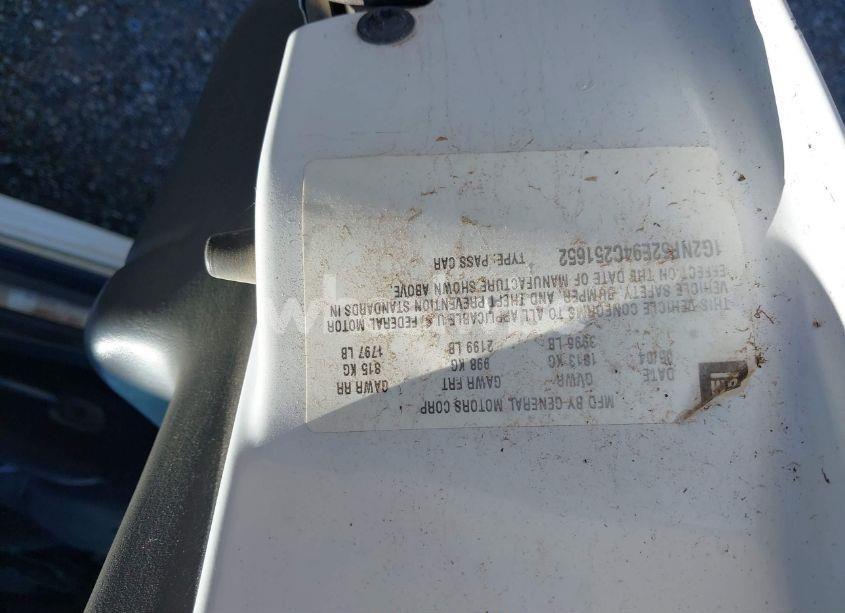 GM
MFD BY GENERAL MOTORS CORP
DATE GVWR GAWR FRT GAWR RR
1813 KG 998 KG 815 KG
3996 LB 2199 LB 1797 LB
THIS VEHICLE CONFORMS TO ALL APPLICABLE U.S. FEDERAL MOTOR
VEHICLE SAFETY, BUMPER, AND THEFT PREVENTION STANDARDS IN
EFFECT ON THE DATE OF MANUFACTURE SHOWN ABOVE
1G2NF52E94C251652 TYPE: PASS CAR